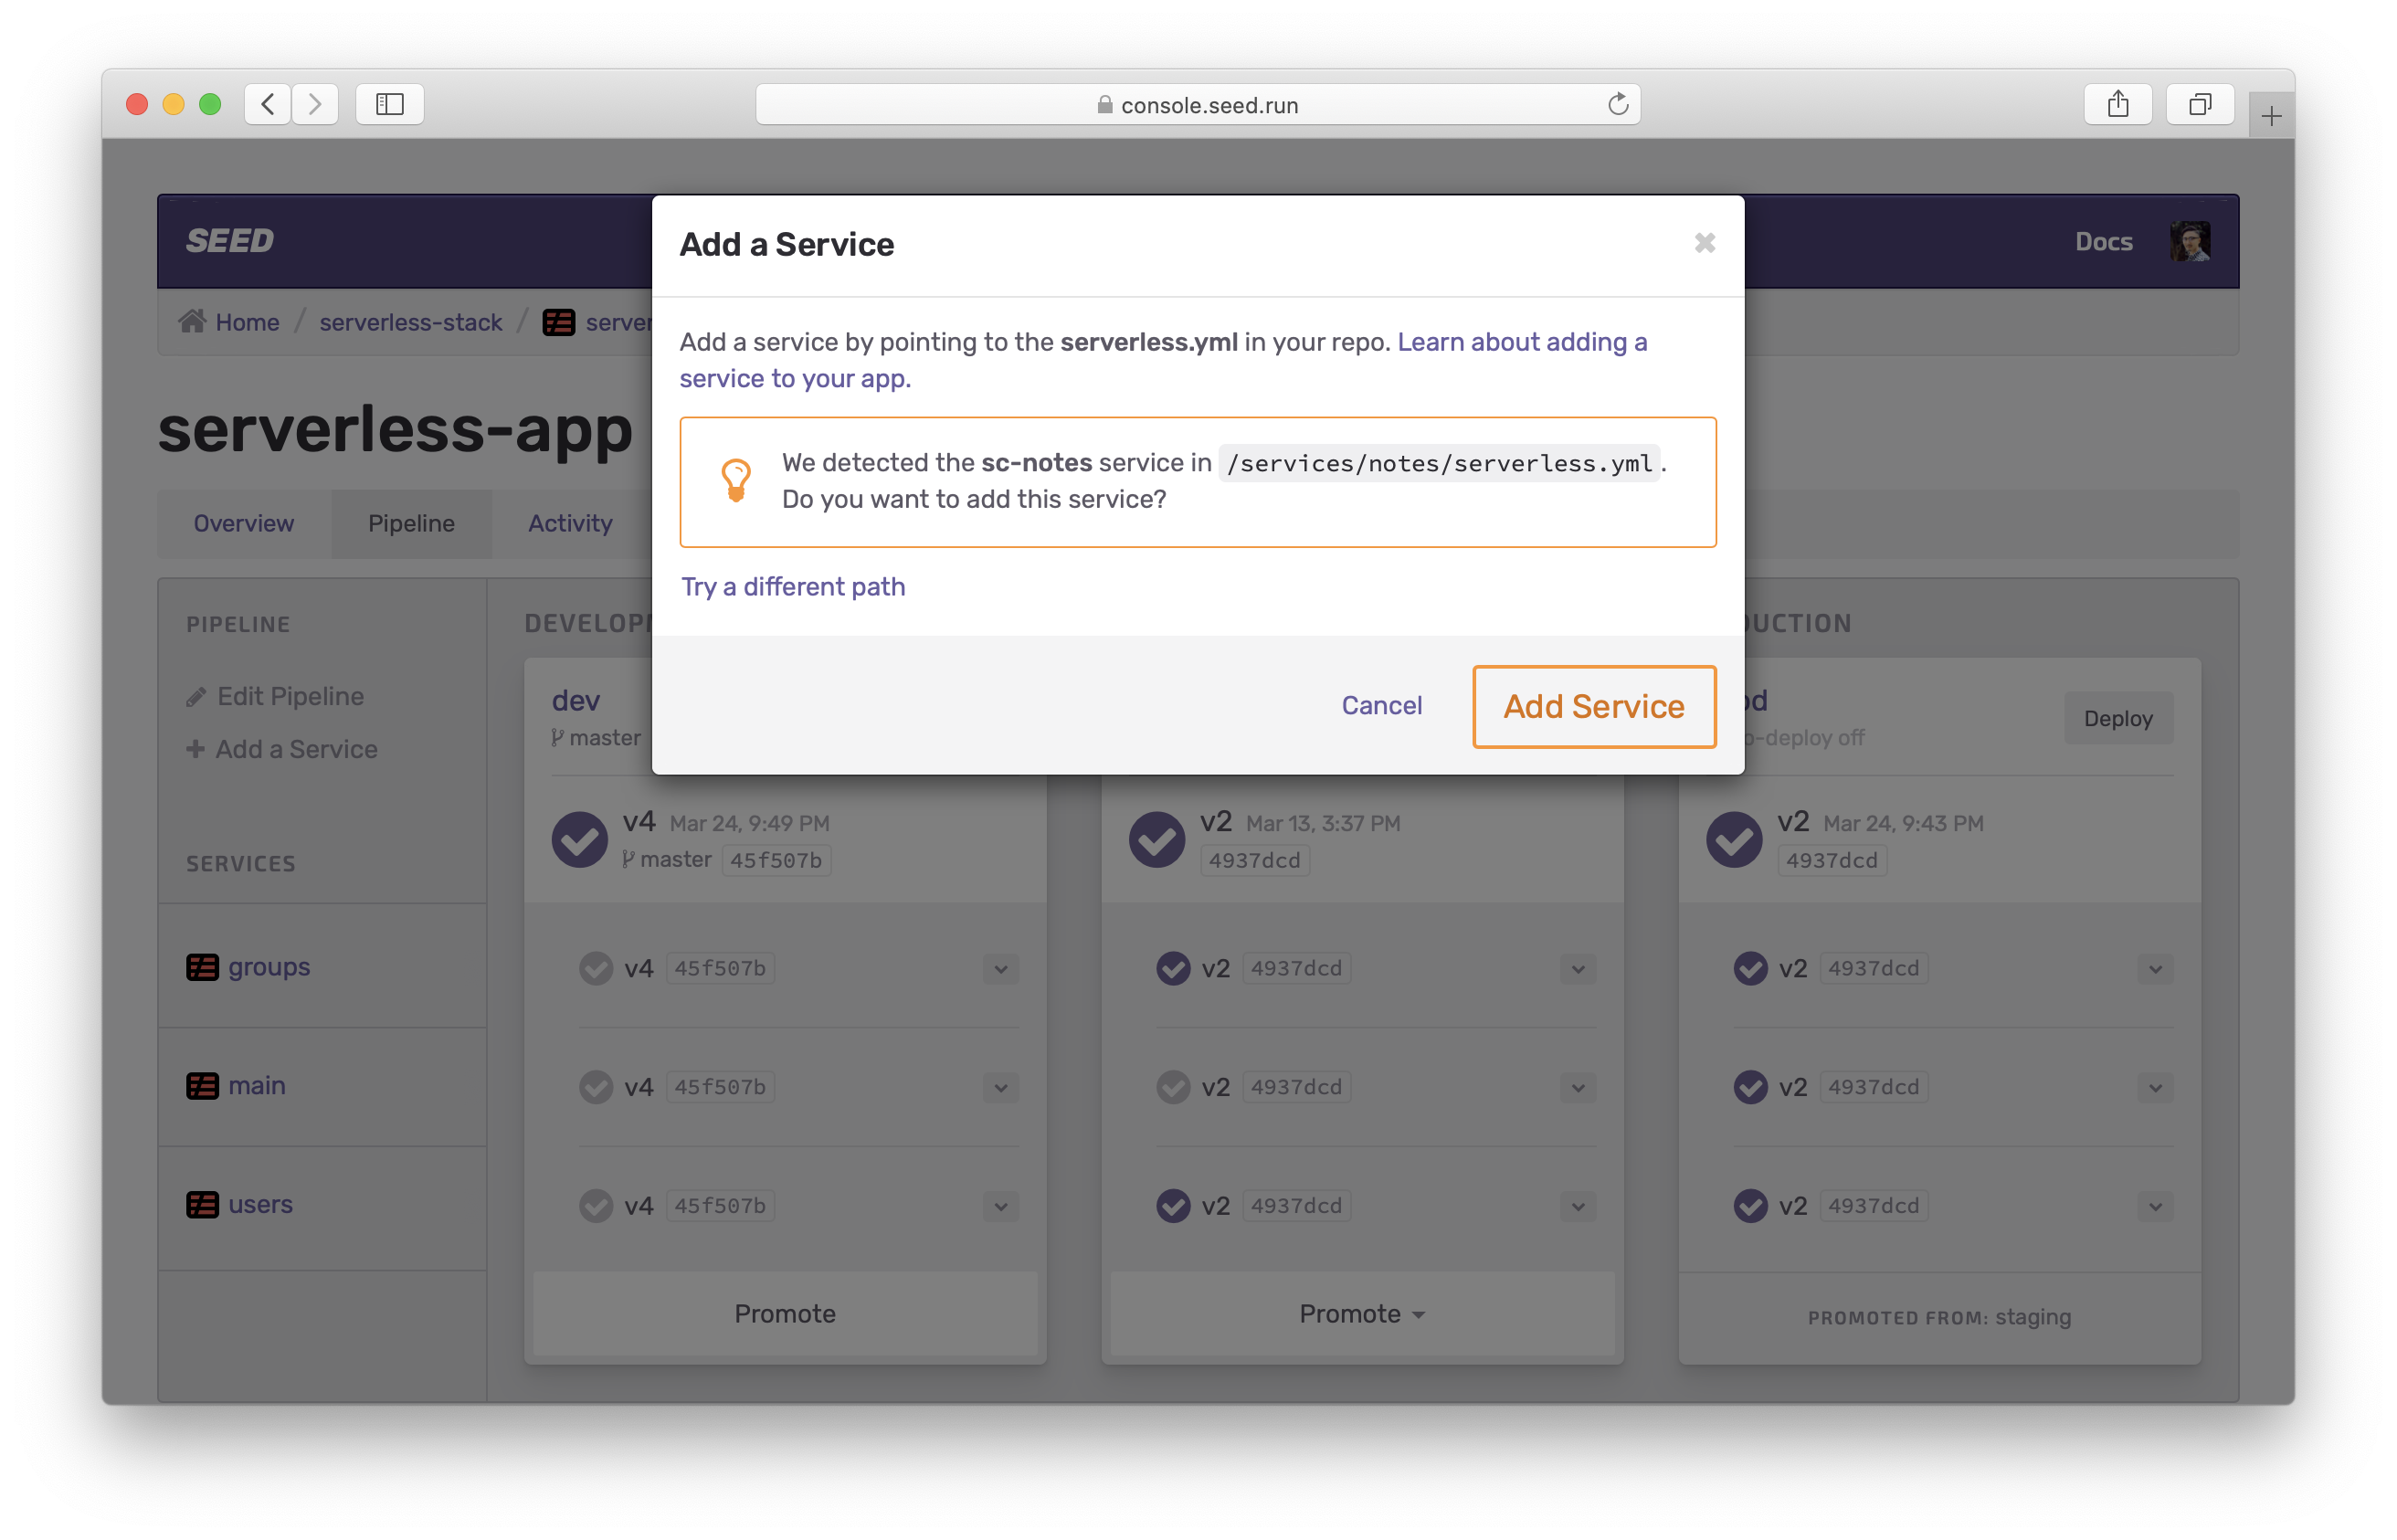 console.seed.run
SEED
Docs
Home / serverless-stack / server
serverless-app
Overview
Pipeline
Activity
Add a Service
Add a service by pointing to the serverless.yml in your repo. Learn about adding a
service to your app.
We detected the sc-notes service in /services/notes/serverless.yml.
Do you want to add this service?
Try a different path
Cancel
Add Service
PIPELINE
Edit Pipeline
Add a Service
SERVICES
groups
main
users
DEVELOPM
dev
master
v4 Mar 24, 9:49 PM
master 45f507b
v4 45f507b
v4 45f507b
v4 45f507b
Promote
v2 Mar 13, 3:37 PM
4937dcd
v2 4937dcd
v2 4937dcd
v2 4937dcd
Promote
DUCTION
od
o-deploy off
Deploy
v2 Mar 24, 9:43 PM
4937dcd
v2 4937dcd
v2 4937dcd
v2 4937dcd
PROMOTED FROM: staging